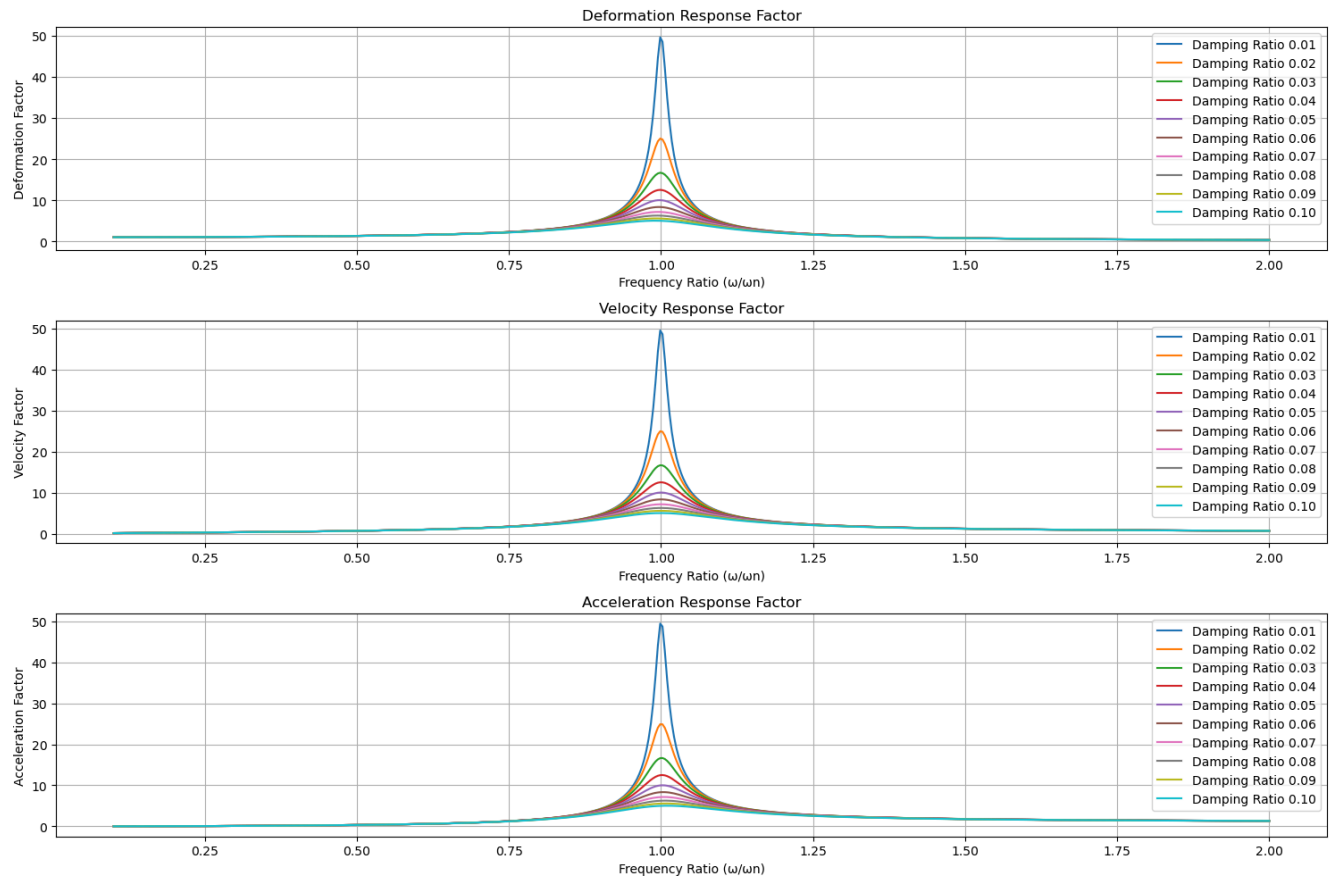 Deformation Response Factor
50
40
30
20
10
0
Deformation Factor
Damping Ratio 0.01
Damping Ratio 0.02
Damping Ratio 0.03
Damping Ratio 0.04
Damping Ratio 0.05
Damping Ratio 0.06
Damping Ratio 0.07
Damping Ratio 0.08
Damping Ratio 0.09
Damping Ratio 0.10
0.25 0.50 0.75 1.00 1.25 1.50 1.75 2.00
Frequency Ratio (ω/ωn)
Velocity Response Factor
50
40
30
20
10
0
Velocity Factor
Damping Ratio 0.01
Damping Ratio 0.02
Damping Ratio 0.03
Damping Ratio 0.04
Damping Ratio 0.05
Damping Ratio 0.06
Damping Ratio 0.07
Damping Ratio 0.08
Damping Ratio 0.09
Damping Ratio 0.10
0.25 0.50 0.75 1.00 1.25 1.50 1.75 2.00
Frequency Ratio (ω/ωn)
Acceleration Response Factor
50
40
30
20
10
0
Acceleration Factor
Damping Ratio 0.01
Damping Ratio 0.02
Damping Ratio 0.03
Damping Ratio 0.04
Damping Ratio 0.05
Damping Ratio 0.06
Damping Ratio 0.07
Damping Ratio 0.08
Damping Ratio 0.09
Damping Ratio 0.10
0.25 0.50 0.75 1.00 1.25 1.50 1.75 2.00
Frequency Ratio (ω/ωn)